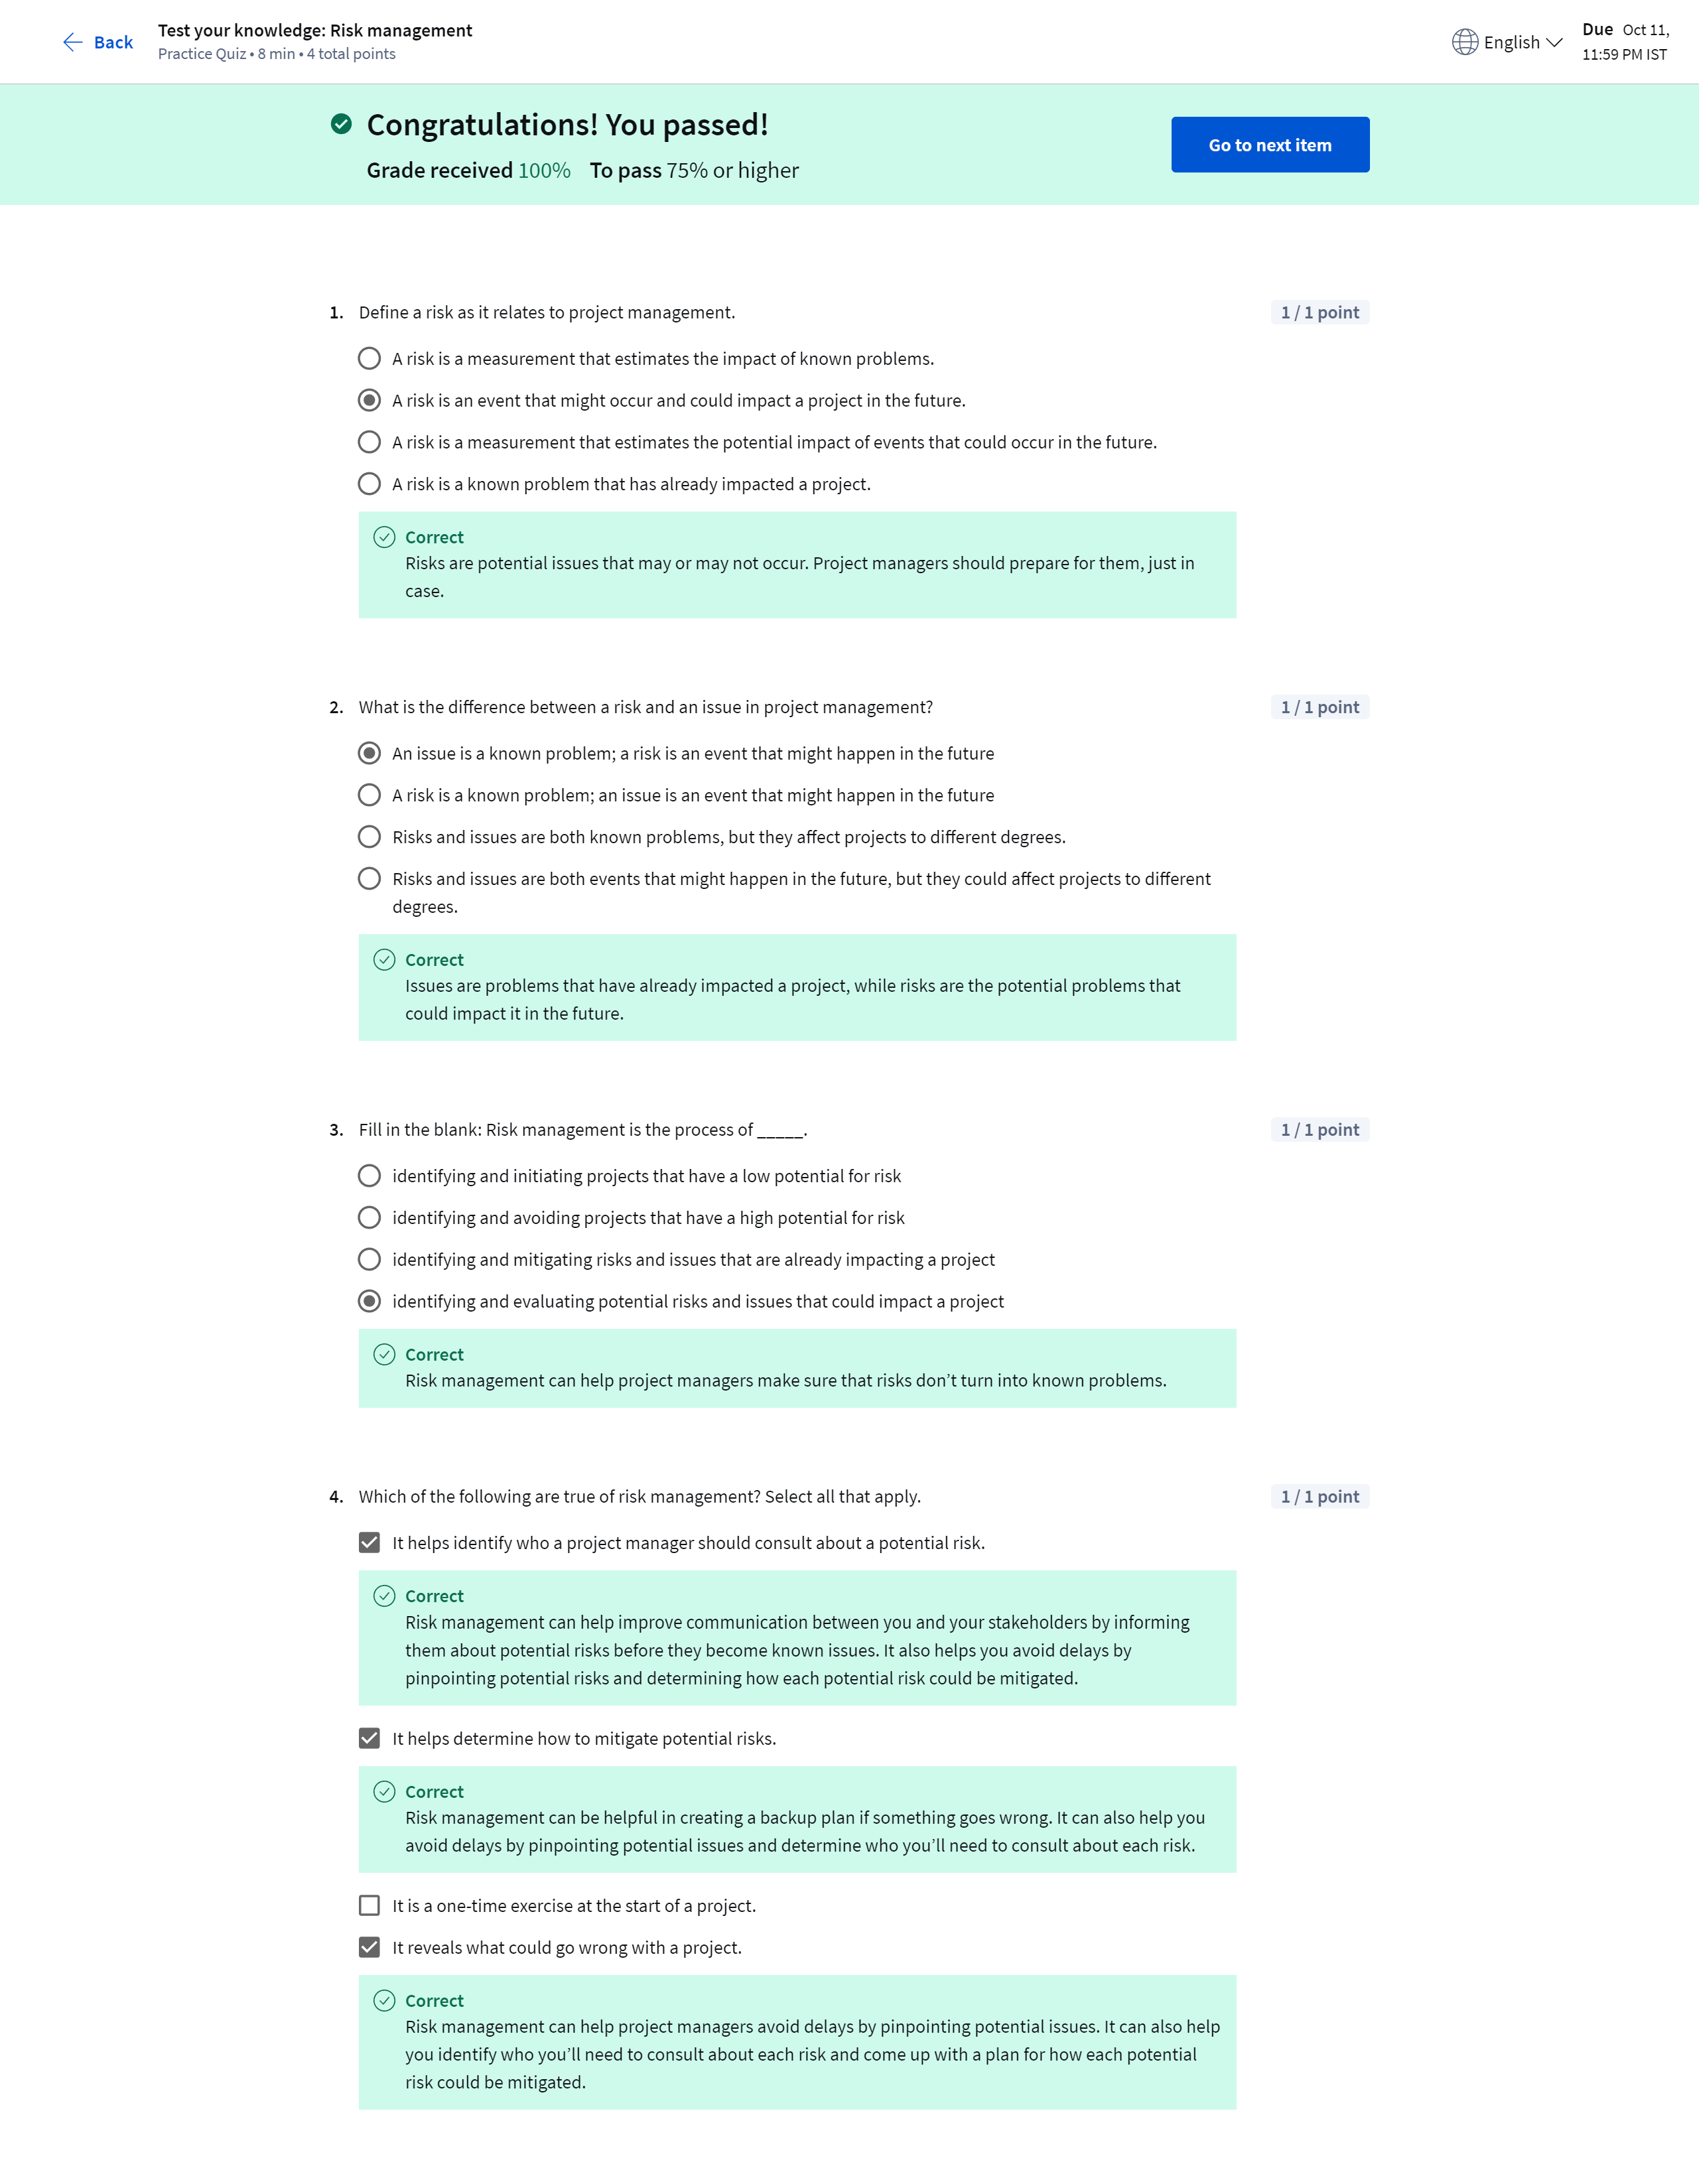 Back
Test your knowledge: Risk management
Practice Quiz • 8 min • 4 total points
English
Due Oct 11,
11:59 PM IST
Congratulations! You passed!
Grade received 100% To pass 75% or higher
Go to next item
1. Define a risk as it relates to project management.
1 / 1 point
A risk is a measurement that estimates the impact of known problems.
A risk is an event that might occur and could impact a project in the future.
A risk is a measurement that estimates the potential impact of events that could occur in the future.
A risk is a known problem that has already impacted a project.
Correct
Risks are potential issues that may or may not occur. Project managers should prepare for them, just in
case.
2. What is the difference between a risk and an issue in project management?
1 / 1 point
An issue is a known problem; a risk is an event that might happen in the future
A risk is a known problem; an issue is an event that might happen in the future
Risks and issues are both known problems, but they affect projects to different degrees.
Risks and issues are both events that might happen in the future, but they could affect projects to different
degrees.
Correct
Issues are problems that have already impacted a project, while risks are the potential problems that
could impact it in the future.
3. Fill in the blank: Risk management is the process of _____.
1 / 1 point
identifying and initiating projects that have a low potential for risk
identifying and avoiding projects that have a high potential for risk
identifying and mitigating risks and issues that are already impacting a project
identifying and evaluating potential risks and issues that could impact a project
Correct
Risk management can help project managers make sure that risks don’t turn into known problems.
4. Which of the following are true of risk management? Select all that apply.
1 / 1 point
It helps identify who a project manager should consult about a potential risk.
Correct
Risk management can help improve communication between you and your stakeholders by informing
them about potential risks before they become known issues. It also helps you avoid delays by
pinpointing potential risks and determining how each potential risk could be mitigated.
It helps determine how to mitigate potential risks.
Correct
Risk management can be helpful in creating a backup plan if something goes wrong. It can also help you
avoid delays by pinpointing potential issues and determine who you’ll need to consult about each risk.
It is a one-time exercise at the start of a project.
It reveals what could go wrong with a project.
Correct
Risk management can help project managers avoid delays by pinpointing potential issues. It can also help
you identify who you’ll need to consult about each risk and come up with a plan for how each potential
risk could be mitigated.